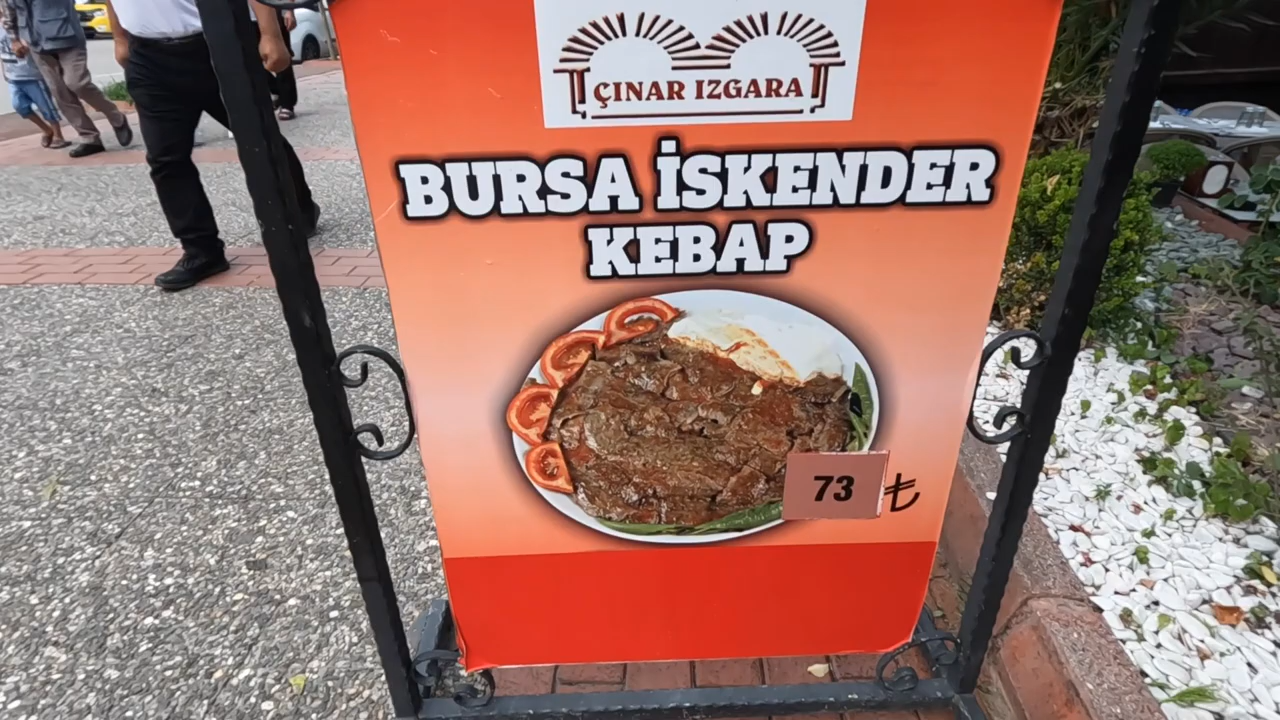 ÇINAR IZGARA
BURSA İSKENDER
KEBAP
73 ₺